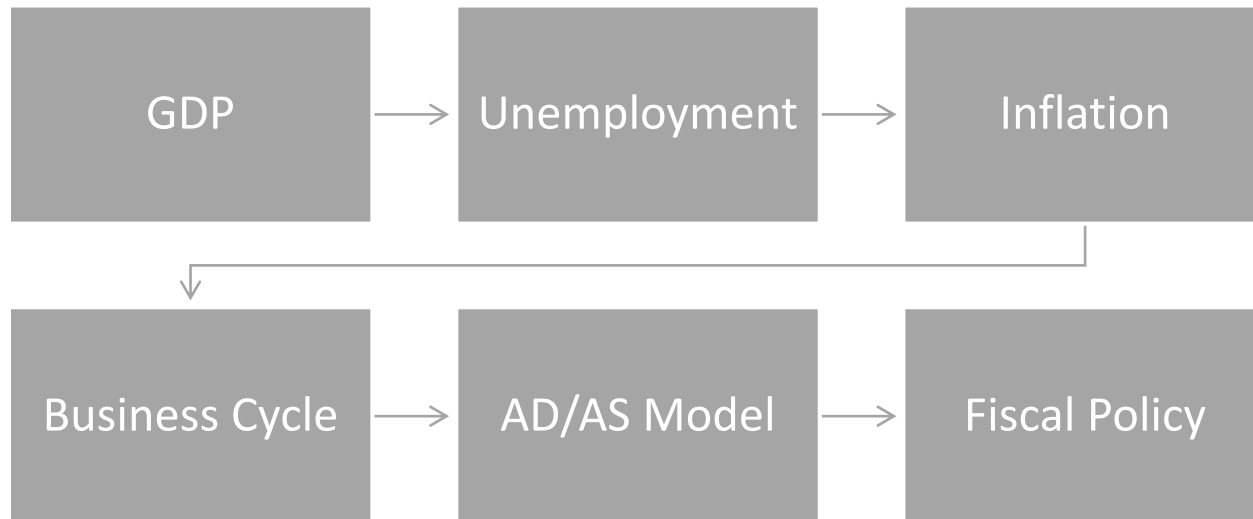 GDP
Unemployment
Inflation
Business Cycle
AD/AS Model
Fiscal Policy